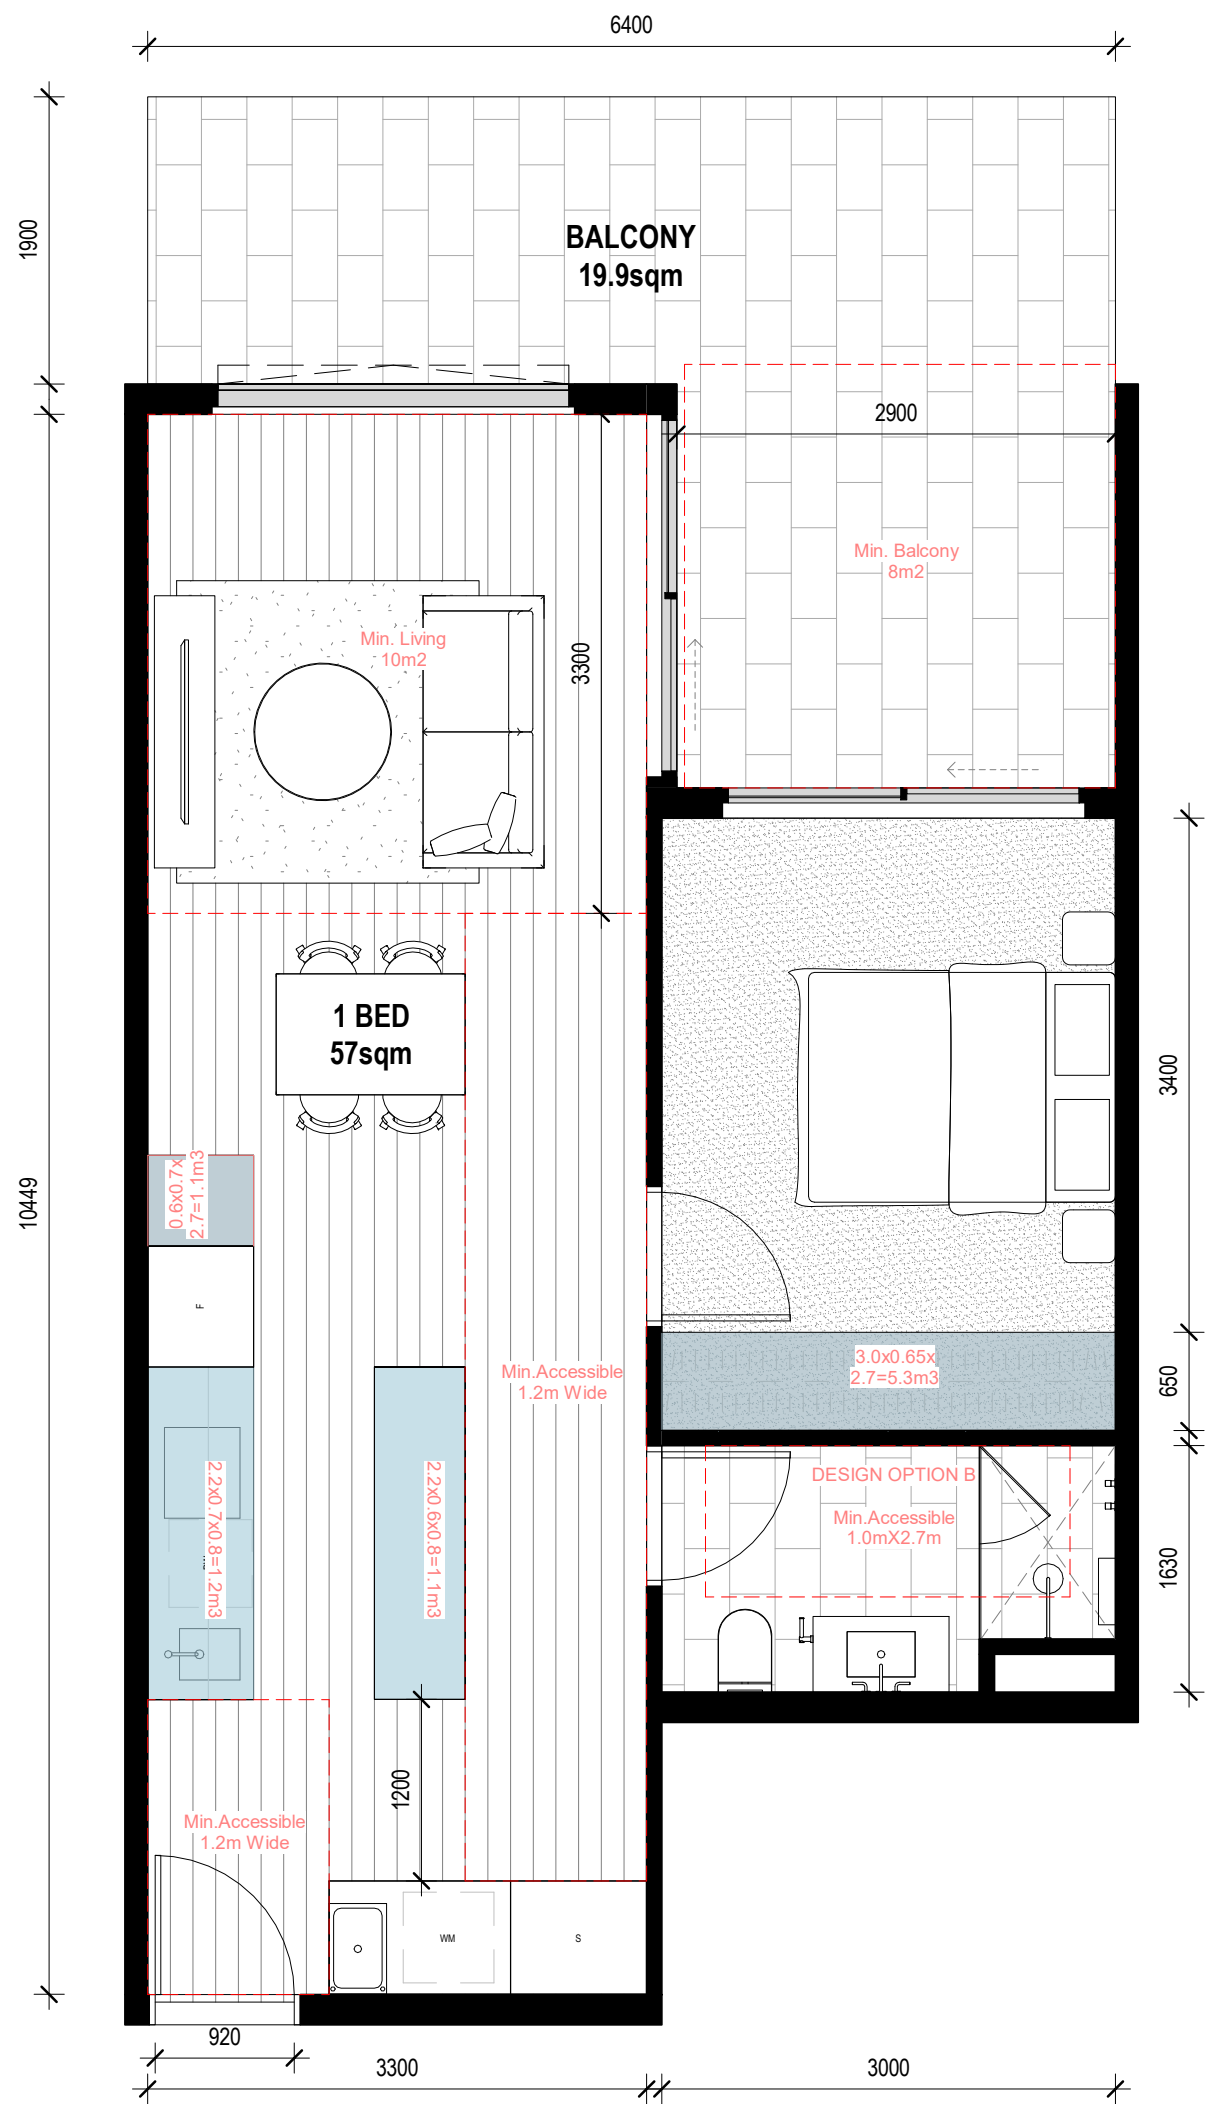 6400
1900
BALCONY
19.9sqm
2900
Min. Balcony
8m2
Min. Living
10m2
3300
1 BED
57sqm
3400
10449
0.6x0.7x
2.7=1.1m3
F
Min.Accessible
1.2m Wide
3.0x0.65x
2.7=5.3m3
650
2.2x0.7x0.8=1.2m3
2.2x0.6x0.8=1.1m3
DESIGN OPTION B
Min.Accessible
1.0mX2.7m
1630
1200
Min.Accessible
1.2m Wide
WM
S
920
3300
3000